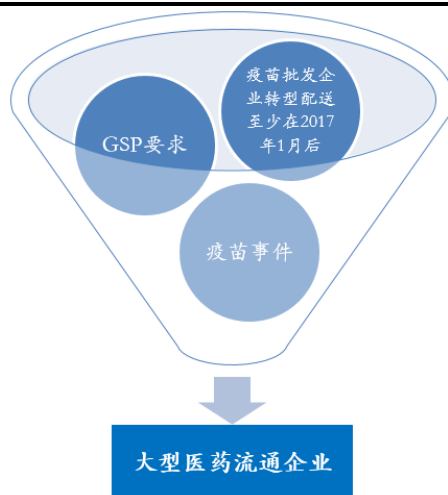 疫苗批发企
业转型配送
至少在2017
年1月后
GSP要求
疫苗事件
大型医药流通企业